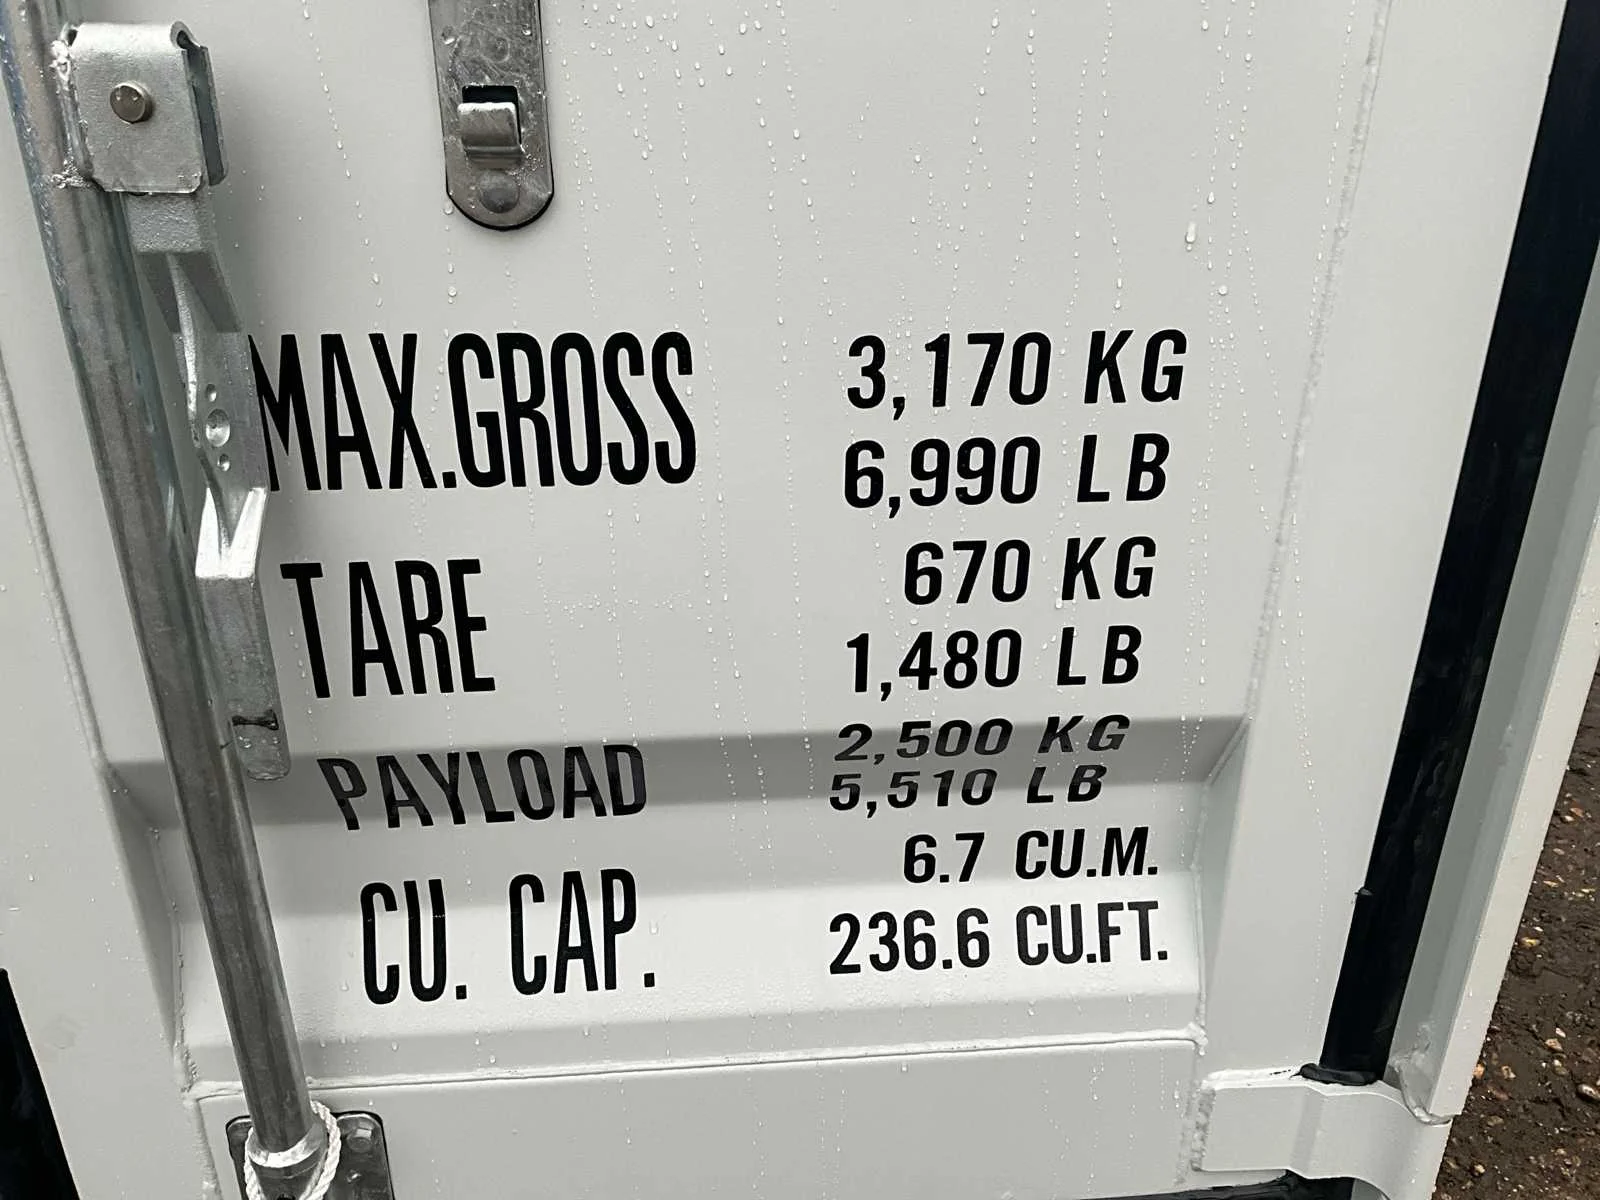 MAX.GROSS 3,170 KG
6,990 LB
TARE 670 KG
1,480 LB
PAYLOAD 2,500 KG
5,510 LB
CU. CAP. 6.7 CU.M.
236.6 CU.FT.